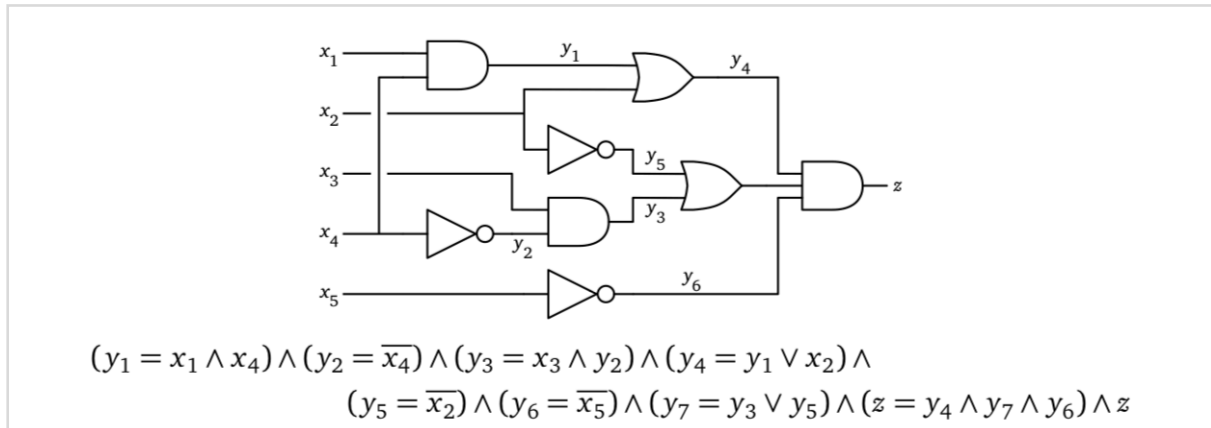 x₁
y₁
y₄
x₂
y₅
x₃
z
y₃
x₄
y₂
y₆
x₅
(y₁ = x₁ ∧ x₄) ∧ (y₂ = x̅₄) ∧ (y₃ = x₃ ∧ y₂) ∧ (y₄ = y₁ ∨ x₂) ∧
(y₅ = x̅₂) ∧ (y₆ = x̅₅) ∧ (y₇ = y₃ ∨ y₅) ∧ (z = y₄ ∧ y₇ ∧ y₆) ∧ z